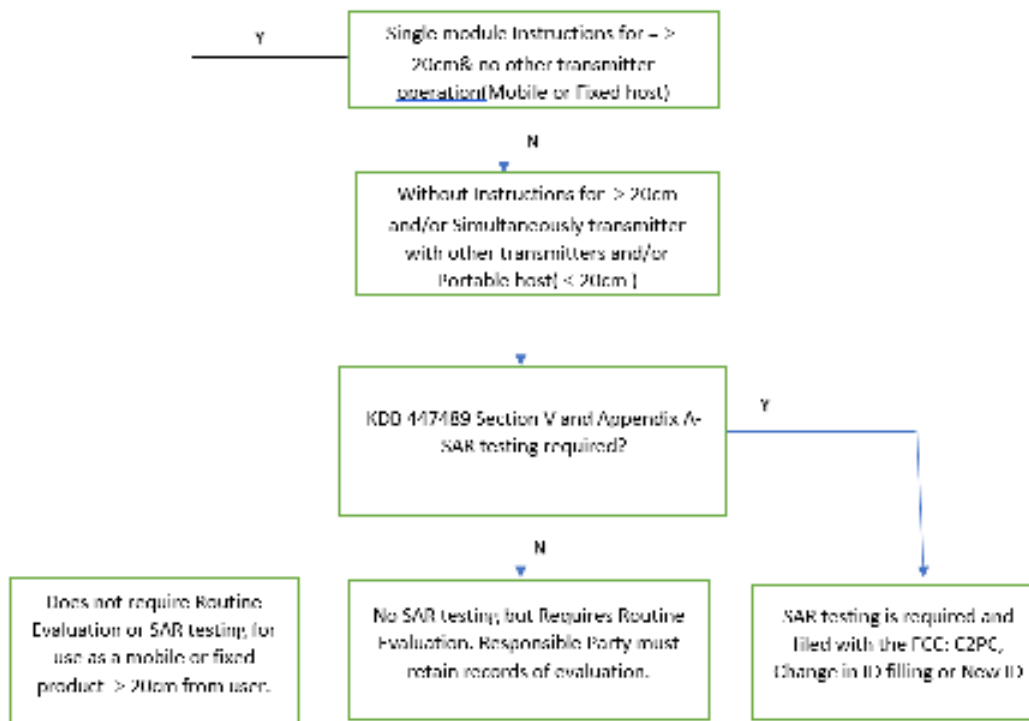 Y
Single module Instructions for – >
20cm& no other transmitter
operation(Mobile or Fixed host)
N
Without Instructions for > 20cm
and/or Simultaneously transmitter
with other transmitters and/or
Portable host( < 20cm )
KDB 447489 Section V and Appendix A-
SAR testing required?
Y
N
Does not require Routine
Evaluation or SAR testing for
use as a mobile or fixed
product > 20cm from user.
No SAR testing but Requires Routine
Evaluation. Responsible Party must
retain records of evaluation.
SAR testing is required and
filed with the FCC: C2PC,
Change in ID filling or New ID